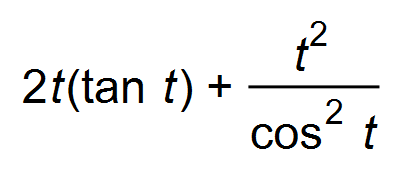 2t(tan t) + t²/cos² t